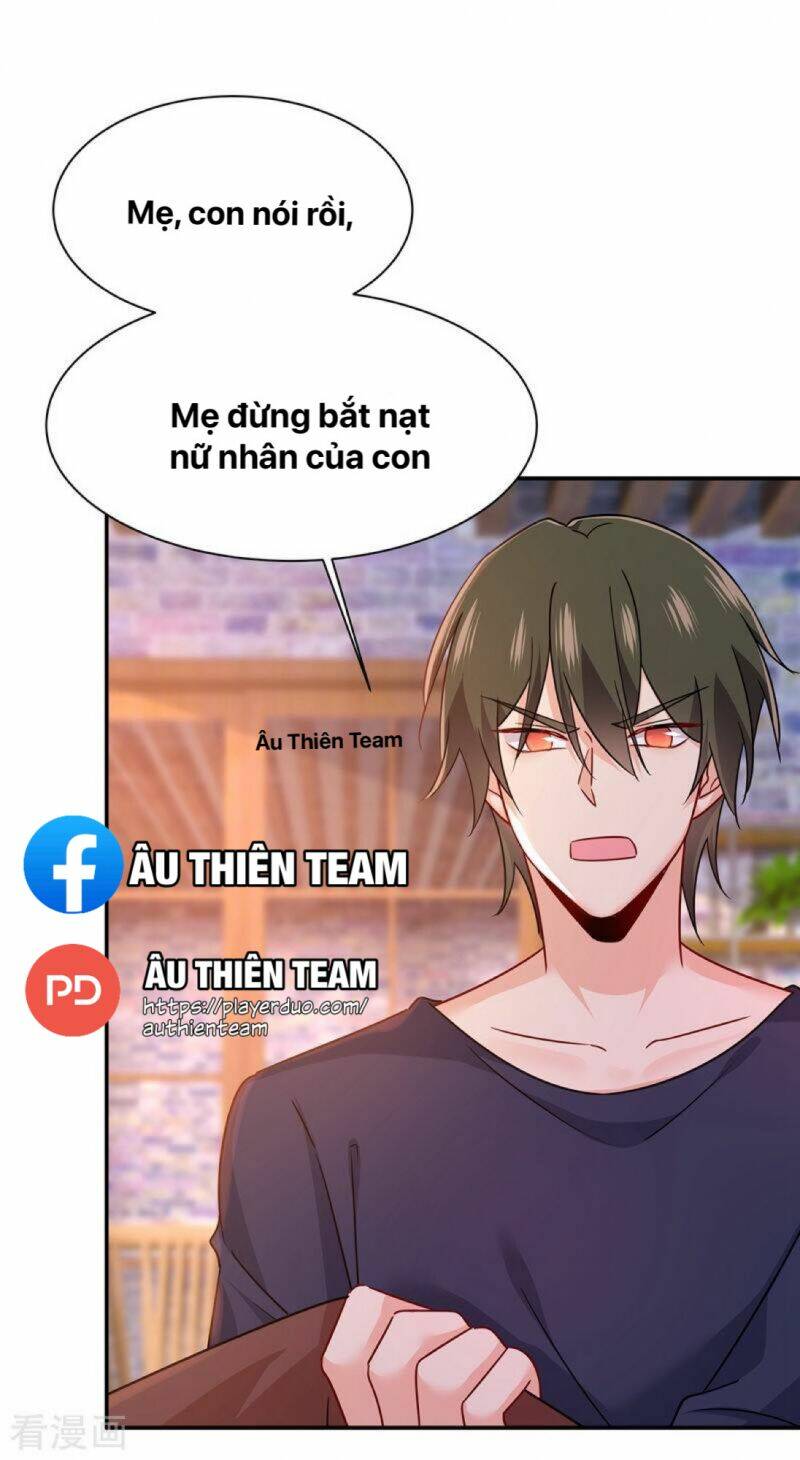 Mẹ, con nói rồi,
Mẹ đừng bắt nạt
nữ nhân của con
Âu Thiên Team
ÂU THIÊN TEAM
PD
ÂU THIÊN TEAM
https://playerduo.com/
authienteam
看漫画